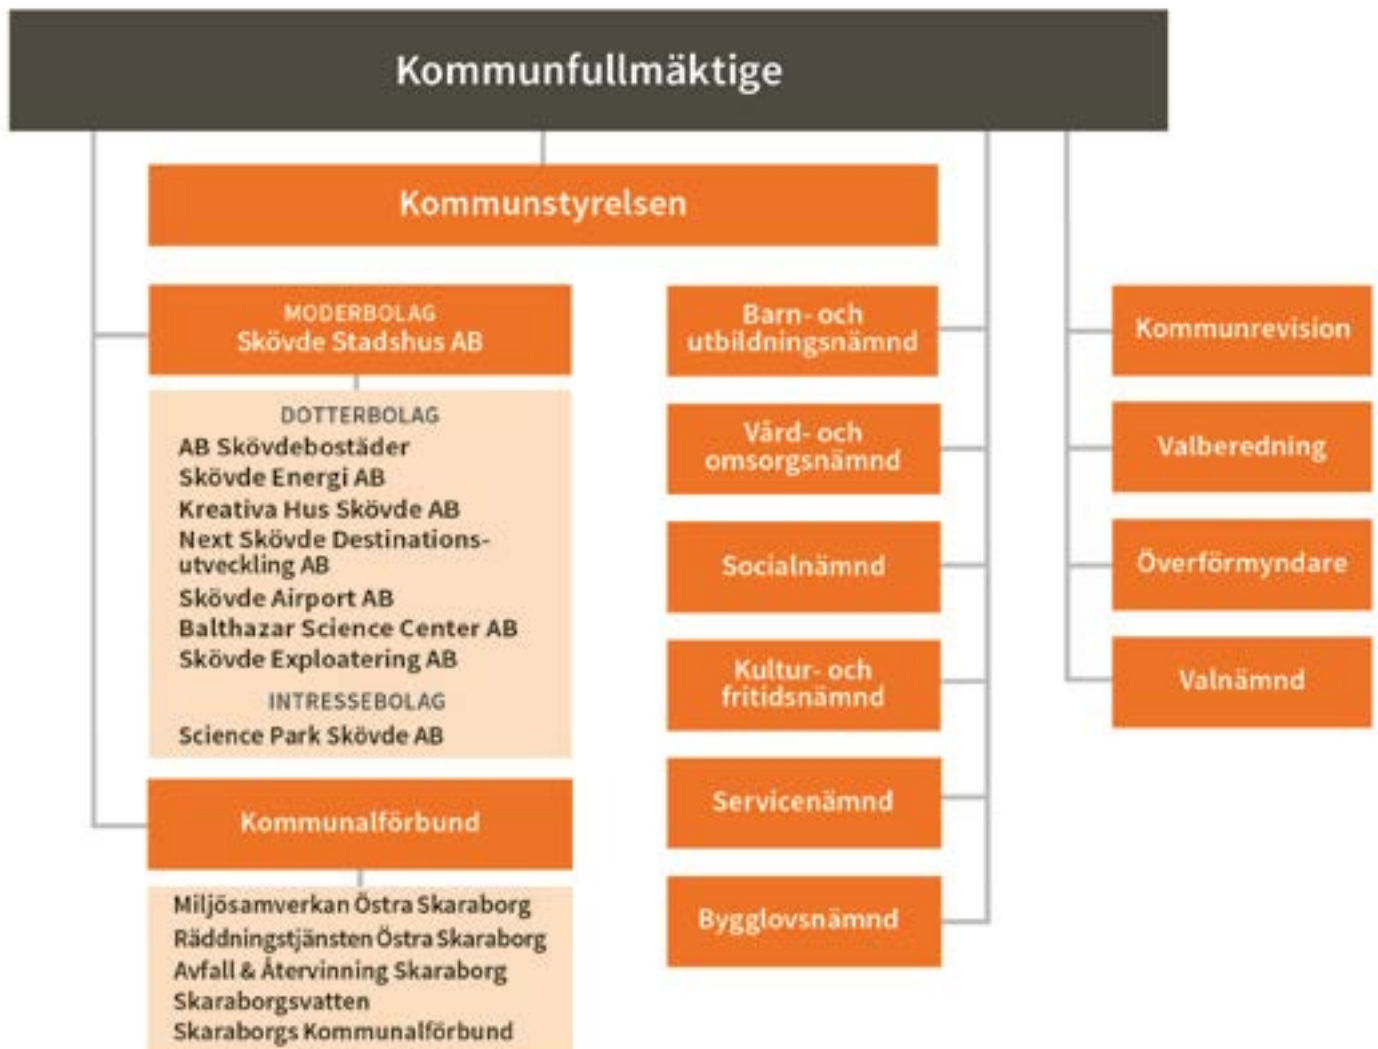 Kommunfullmäktige
Kommunstyrelsen
MODERBOLAG
Skövde Stadshus AB
DOTTERBOLAG
AB Skövdebostäder
Skövde Energi AB
Kreativa Hus Skövde AB
Next Skövde Destinations-
utveckling AB
Skövde Airport AB
Balthazar Science Center AB
Skövde Exploatering AB
INTRESSEBOLAG
Science Park Skövde AB
Kommunalförbund
Miljösamverkan Östra Skaraborg
Räddningstjänsten Östra Skaraborg
Avfall & Återvinning Skaraborg
Skaraborgsvatten
Skaraborgs Kommunalförbund
Barn- och
utbildningsnämnd
Vård- och
omsorgsnämnd
Socialnämnd
Kultur- och
fritidsnämnd
Servicenämnd
Bygglovsnämnd
Kommunrevision
Valberedning
Överförmyndare
Valnämnd